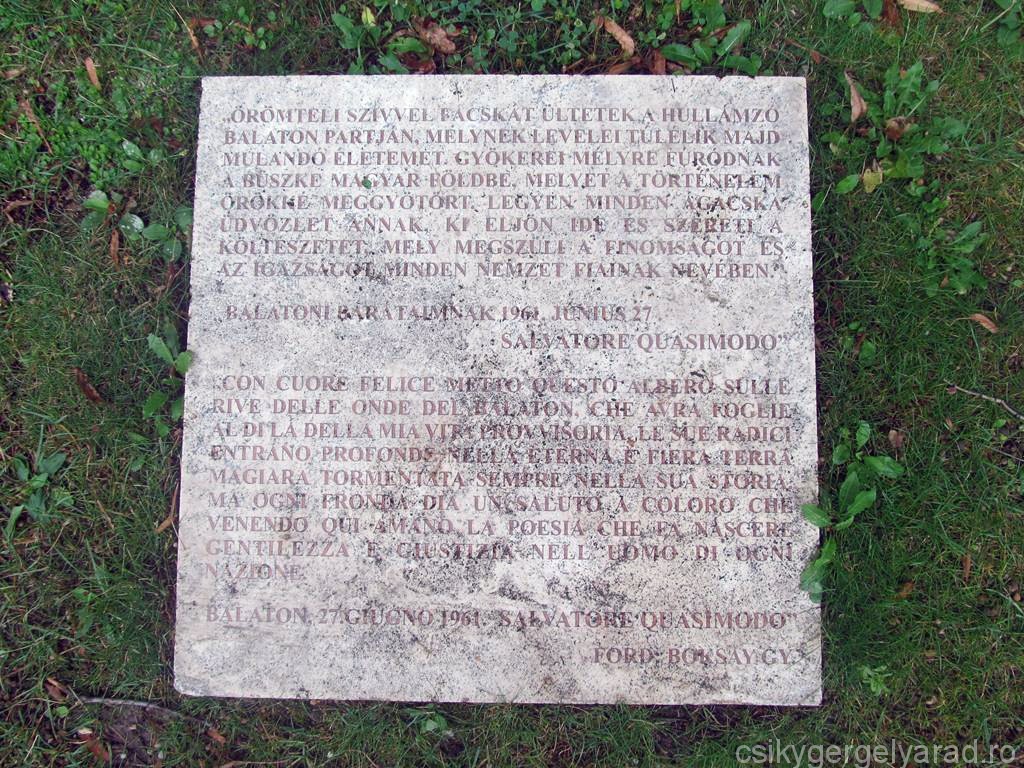 „ÖRÖMTELI SZÍVVEL FÁCSKÁT ÜLTETEK A HULLÁMZÓ
BALATON PARTJÁN, MELYNEK LEVELEI TÚLÉLIK MAJD
MÚLANDÓ ÉLETEMET. GYÖKEREI MÉLYRE FÚRÓDNAK
A BÜSZKE MAGYAR FÖLDBE, MELYET A TÖRTÉNELEM
ÖRÖKKÉ MEGGYÖTÖRT. LEGYEN MINDEN ÁGACSKA
ÜDVÖZLET ANNAK, KI ELJÖN IDE ÉS SZERETI A
KÖLTÉSZETET, MELY MEGSZÜLI A FINOMSÁGOT ÉS
AZ IGAZSÁGOT MINDEN NEMZET FIAINAK NEVÉBEN."
BALATONI BARÁTAIMNAK 1961. JÚNIUS 27.
SALVATORE QUASIMODO"
„CON CUORE FELICE METTO QUESTO ALBERO SULLE
RIVE DELLE ONDE DEL BALATON, CHE AVRÀ FOGLIE
AL DI LÀ DELLA MIA VITA PROVVISORIA, LE SUE RADICI
ENTRANO PROFONDE NELLA ETERNA E FIERA TERRA
MAGIARA TORMENTATA SEMPRE NELLA SUA STORIA.
MA OGNI FRONDA DIA UN SALUTO A COLORO CHE
VENENDO QUI AMANO LA POESIA CHE FA NASCERE
GENTILEZZA E GIUSTIZIA NELL'UOMO DI OGNI
NAZIONE.
BALATON, 27 GIUGNO 1961. SALVATORE QUASIMODO"
FORD: BOKSAY GY.
csikygergelyarad.ro